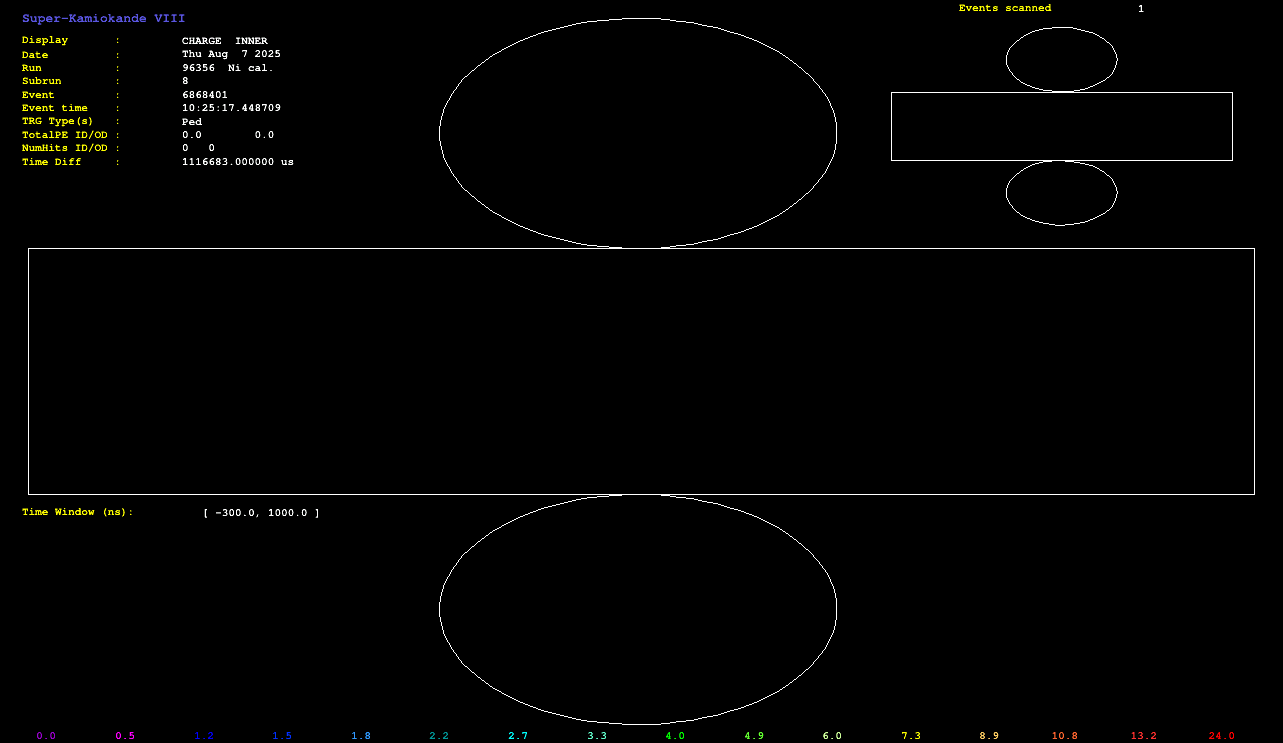 Super-Kamiokande VIII
Events scanned 1
Display : CHARGE INNER
Date : Thu Aug 7 2025
Run : 96356 Ni cal.
Subrun : 8
Event : 6868401
Event time : 10:25:17.448709
TRG Type(s) : Ped
TotalPE ID/OD : 0.0 0.0
NumHits ID/OD : 0 0
Time Diff : 1116683.000000 us
Time Window (ns): [ -300.0, 1000.0 ]
0.0 0.5 1.2 1.5 1.8 2.2 2.7 3.3 4.0 4.9 6.0 7.3 8.9 10.8 13.2 24.0